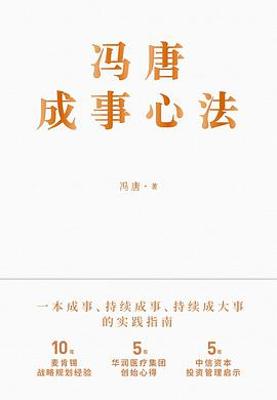 冯唐
成事心法
冯唐·著
一本成事、持续成事、持续成大事
的实践指南
10年 5年 5年
麦肯锡 华润医疗集团 中信资本
战略规划经验 创始心得 投资管理启示